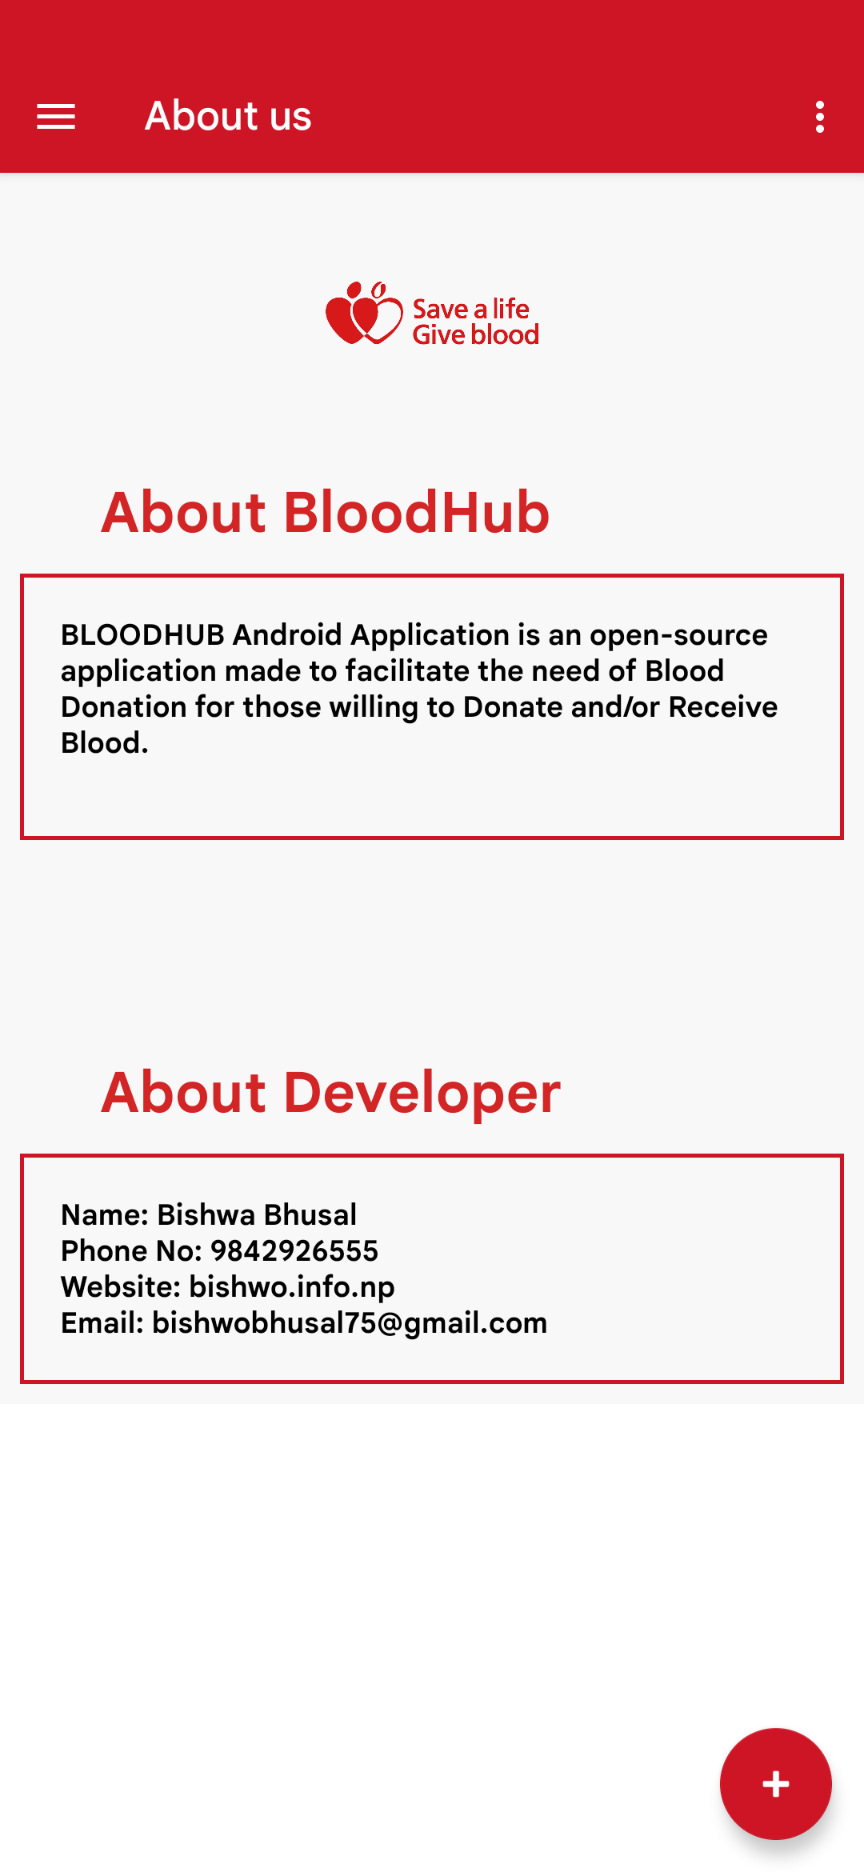 About us
Save a life
Give blood
About BloodHub
BLOODHUB Android Application is an open-source
application made to facilitate the need of Blood
Donation for those willing to Donate and/or Receive
Blood.
About Developer
Name: Bishwa Bhusal
Phone No: 9842926555
Website: bishwo.info.np
Email: bishwobhusal75@gmail.com